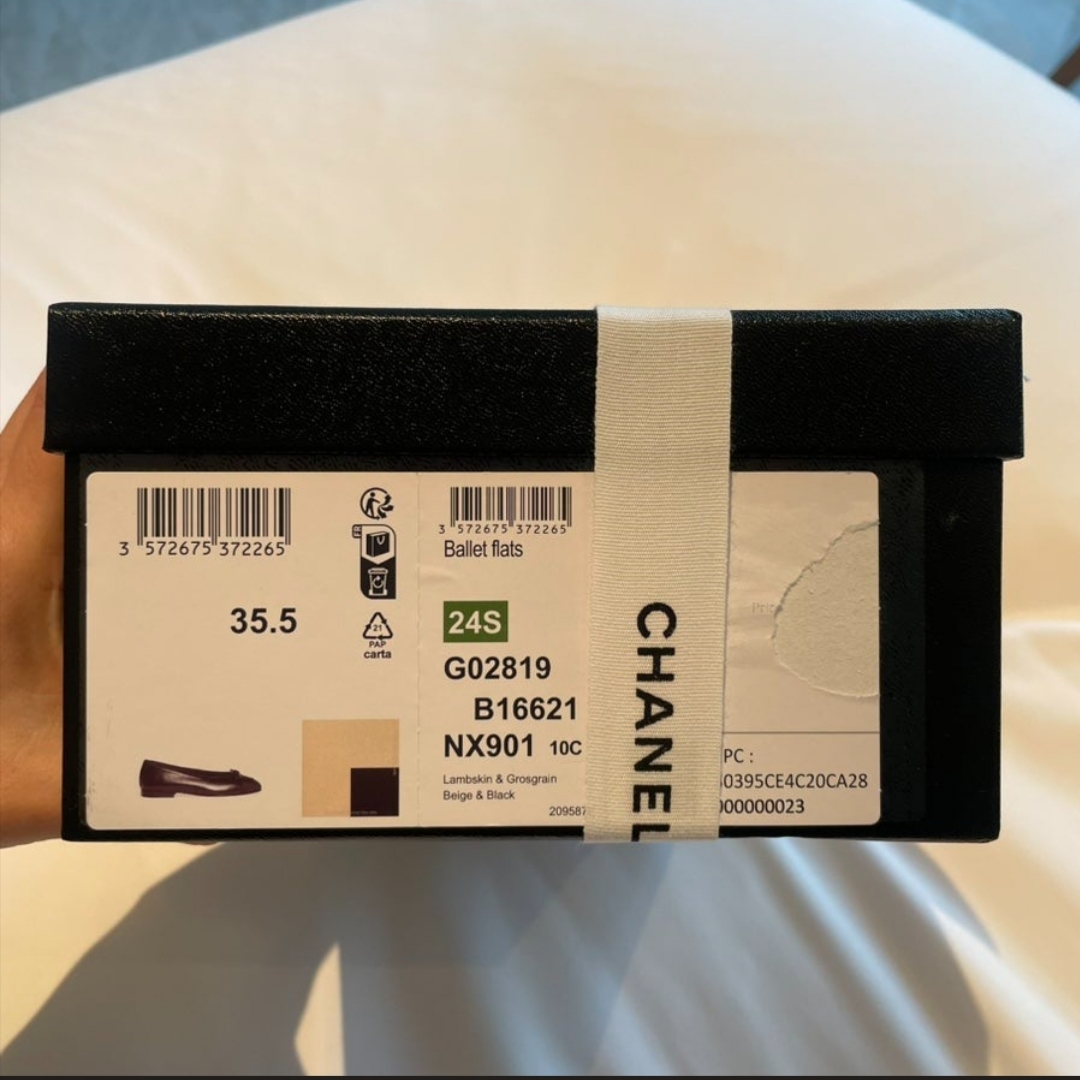 3 572675 372265
35.5
FR
21
PAP
carta
3 572675 372265
Ballet flats
24S
G02819
B16621
NX901 10C
Lambskin & Grosgrain
Beige & Black
CHANEL
PC :
0395CE4C20CA28
000000023